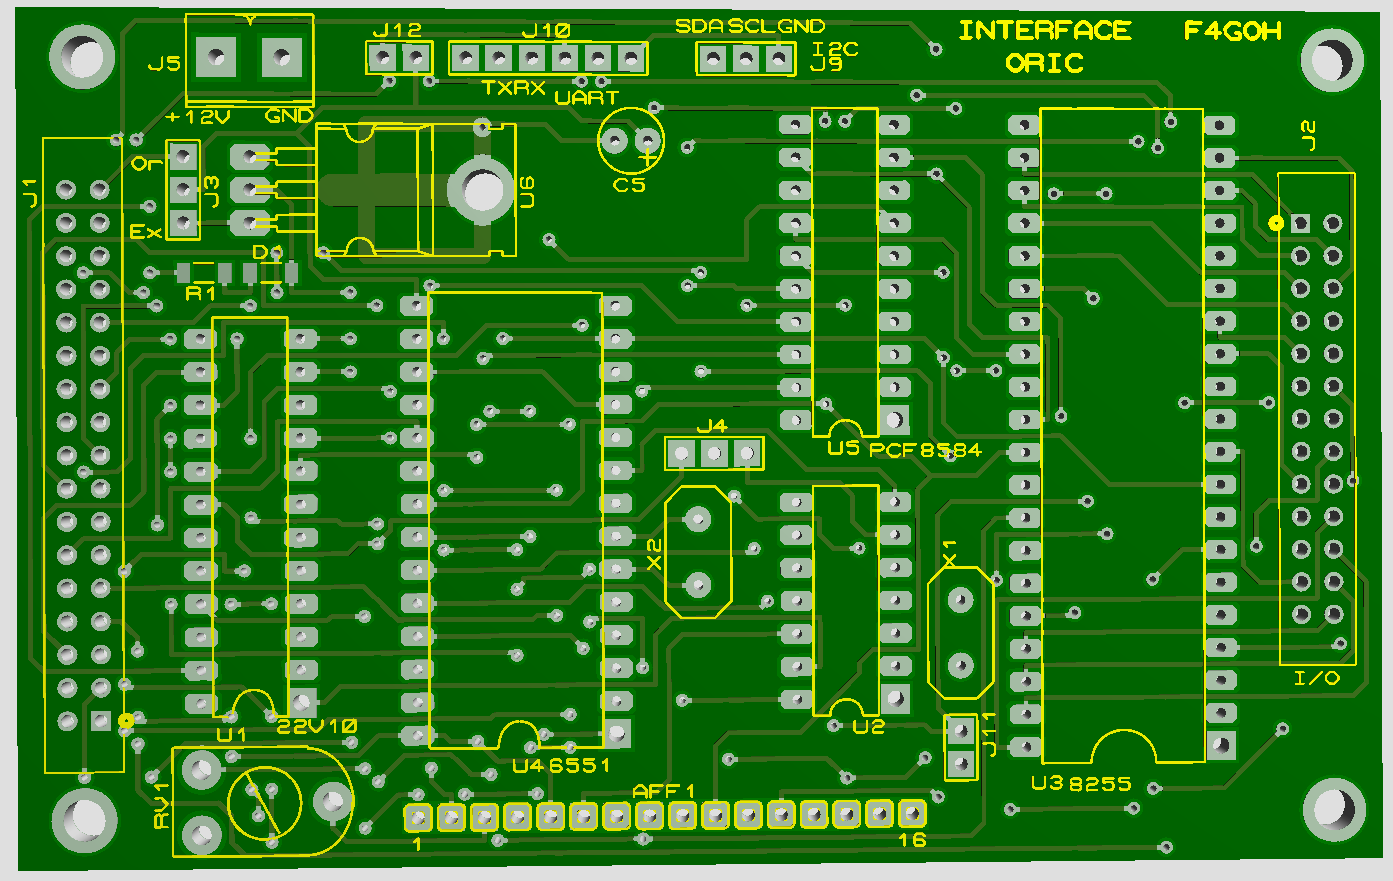 INTERFACE F4GOH
ORIC
J12
J10
SDA SCL GND
I2C
J9
J5
TX RX
UART
+12V GND
J2
Or
J1
J3
Ex
U6
C5
D1
R1
J4
U5 PCF8584
X2
X1
I/O
U1
22V10
U2
J11
U4 6551
U3 8255
RV1
AFF1
1
16